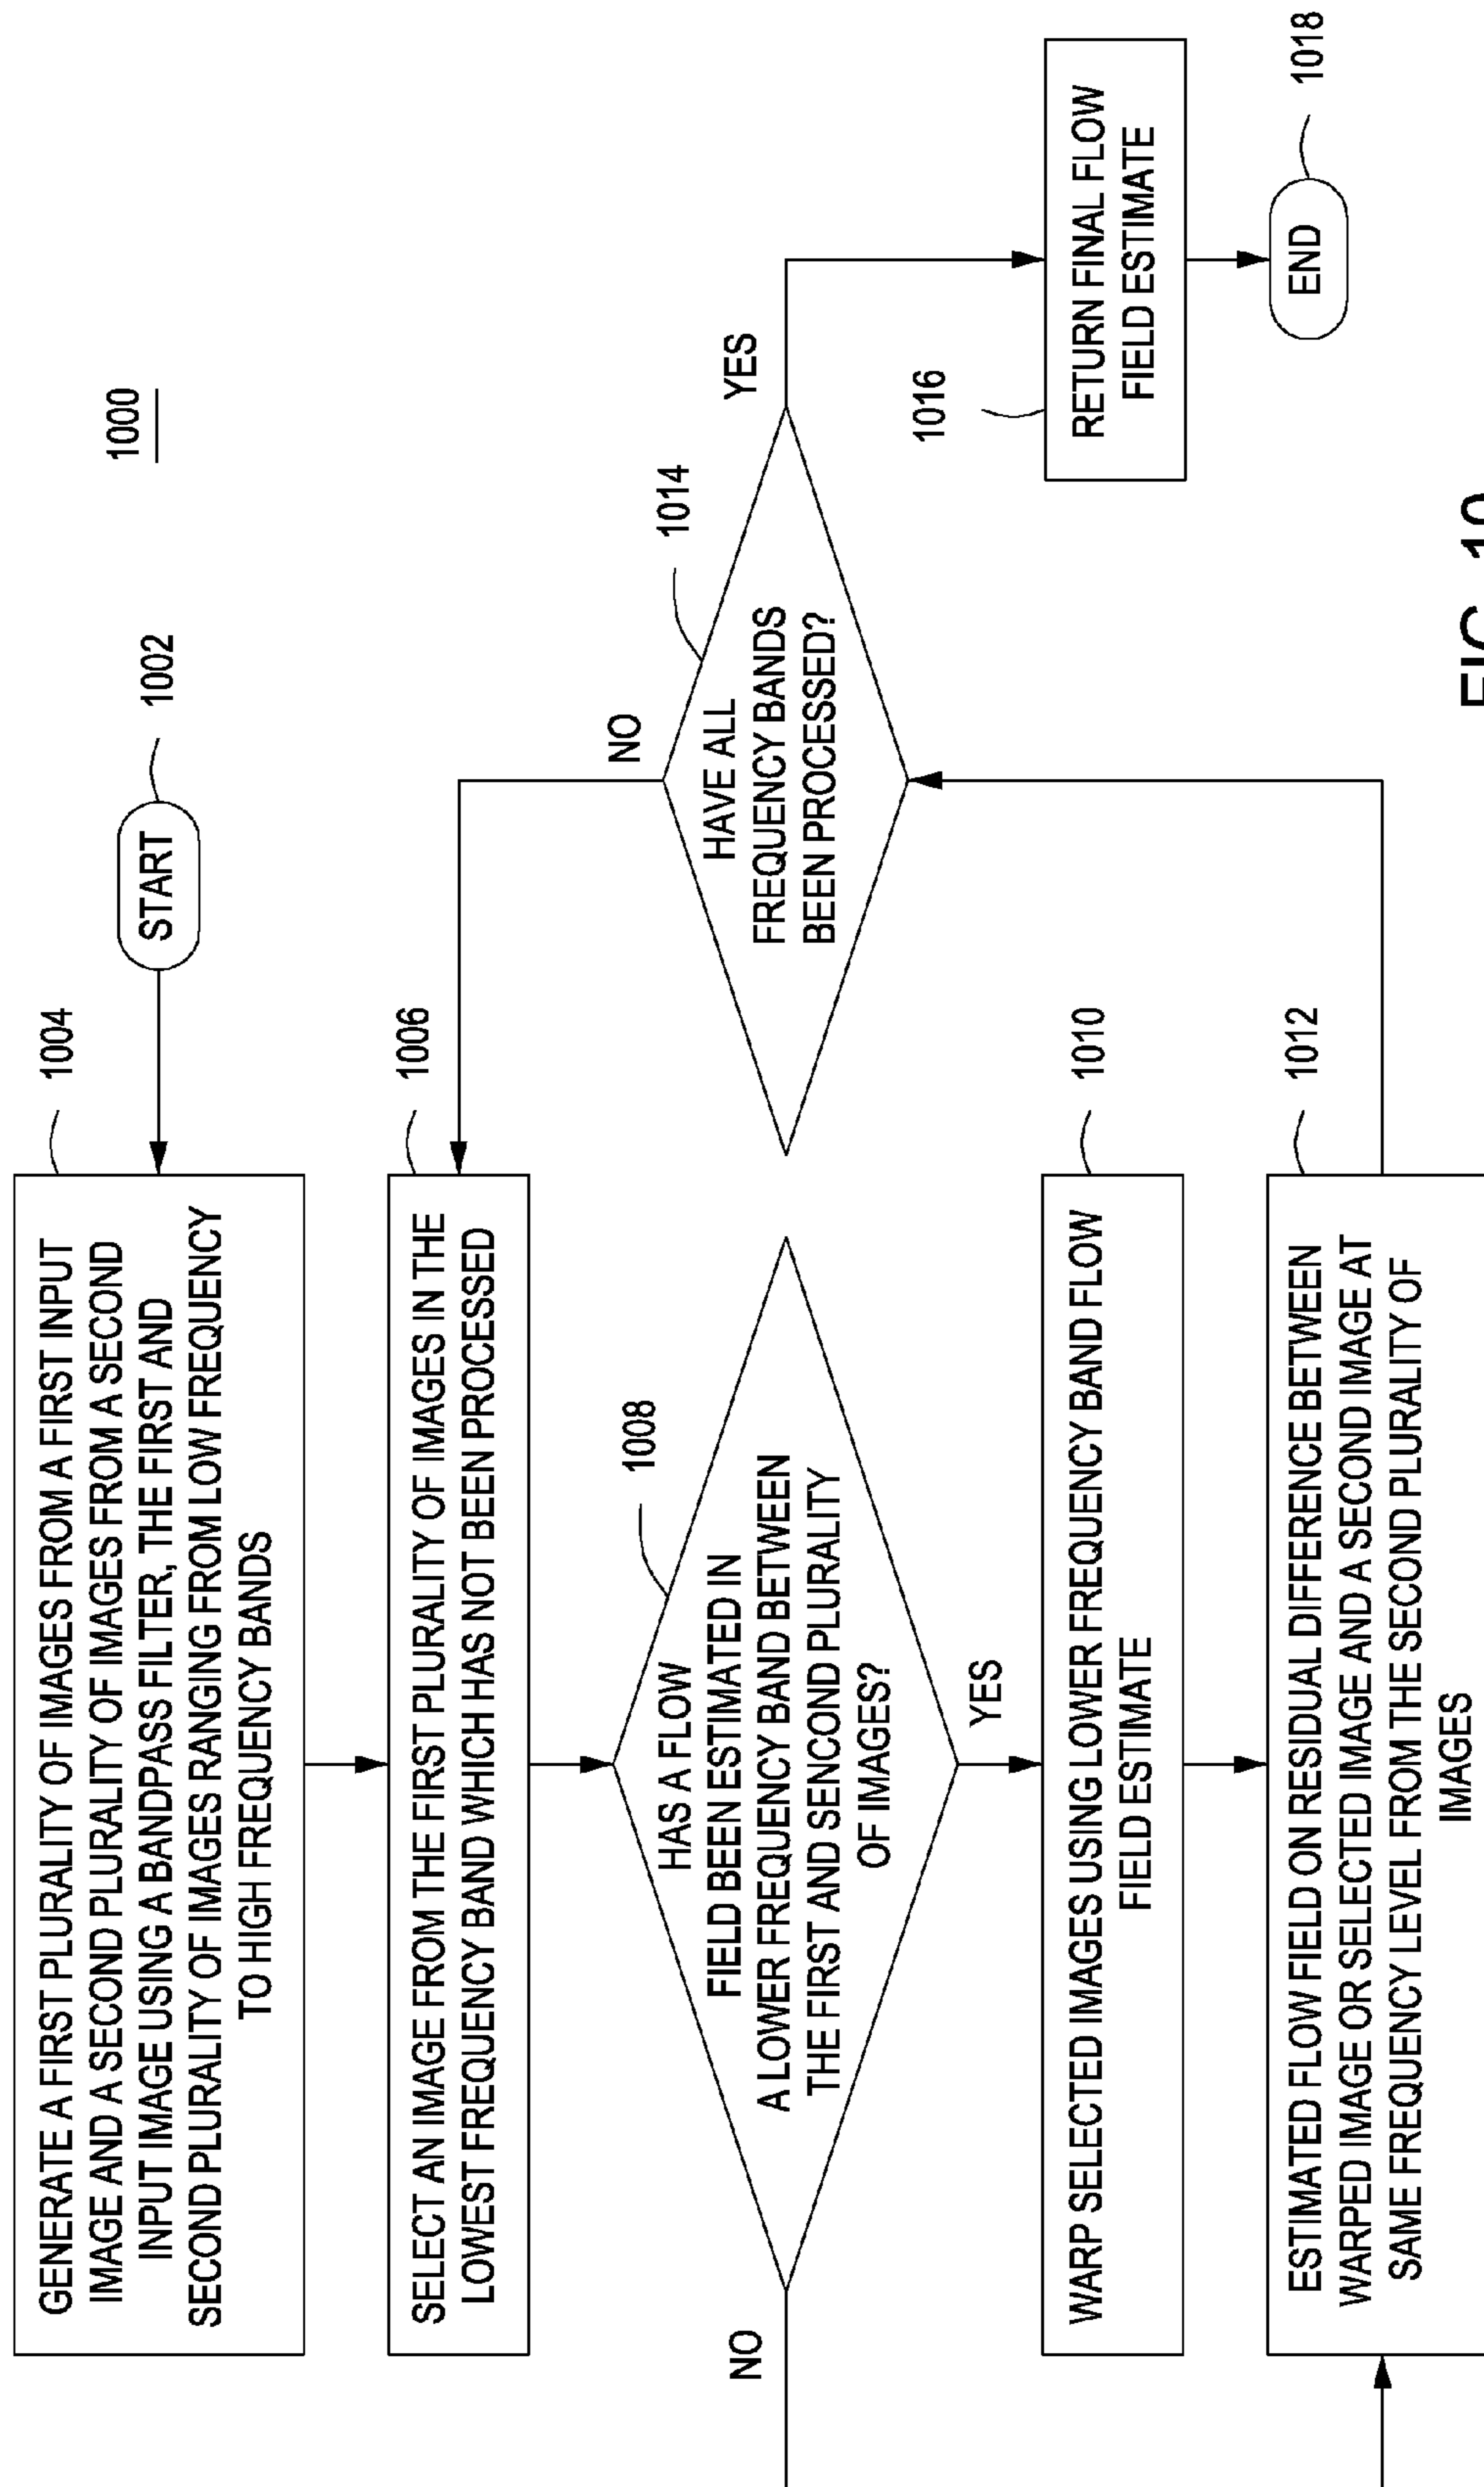 1000
START
1002
1004
GENERATE A FIRST PLURALITY OF IMAGES FROM A FIRST INPUT
IMAGE AND A SECOND PLURALITY OF IMAGES FROM A SECOND
INPUT IMAGE USING A BANDPASS FILTER, THE FIRST AND
SECOND PLURALITY OF IMAGES RANGING FROM LOW FREQUENCY
TO HIGH FREQUENCY BANDS
1006
SELECT AN IMAGE FROM THE FIRST PLURALITY OF IMAGES IN THE
LOWEST FREQUENCY BAND WHICH HAS NOT BEEN PROCESSED
1008
HAS A FLOW
FIELD BEEN ESTIMATED IN
A LOWER FREQUENCY BAND BETWEEN
THE FIRST AND SENCOND PLURALITY
OF IMAGES?
NO
YES
1010
WARP SELECTED IMAGES USING LOWER FREQUENCY BAND FLOW
FIELD ESTIMATE
1012
ESTIMATED FLOW FIELD ON RESIDUAL DIFFERENCE BETWEEN
WARPED IMAGE OR SELECTED IMAGE AND A SECOND IMAGE AT
SAME FREQUENCY LEVEL FROM THE SECOND PLURALITY OF
IMAGES
1014
HAVE ALL
FREQUENCY BANDS
BEEN PROCESSED?
NO
YES
1016
RETURN FINAL FLOW
FIELD ESTIMATE
END
1018
FIG. 10